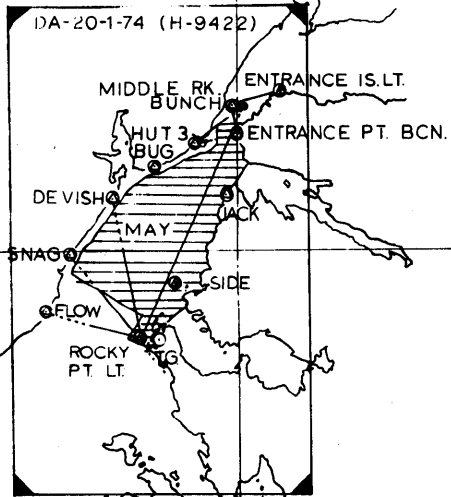 DA-20-1-74 (H-9422)
MIDDLE RK.
ENTRANCE IS. LT.
BUNCH
HUT 3
ENTRANCE PT. BCN.
BUG
DEVISH
JACK
MAY
SNAG
SIDE
FLOW
ROCKY
PT. LT.
TG